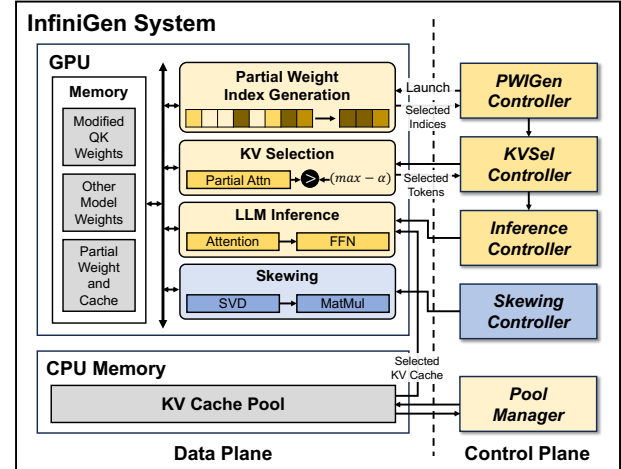 InfiniGen System
GPU
Memory
Modified
QK
Weights
Other
Model
Weights
Partial
Weight
and
Cache
Partial Weight
Index Generation
KV Selection
Partial Attn
>
(max − α)
LLM Inference
Attention
FFN
Skewing
SVD
MatMul
Launch
Selected
Indices
Selected
Tokens
Selected
KV Cache
PWIGen
Controller
KVSel
Controller
Inference
Controller
Skewing
Controller
CPU Memory
KV Cache Pool
Pool
Manager
Data Plane
Control Plane